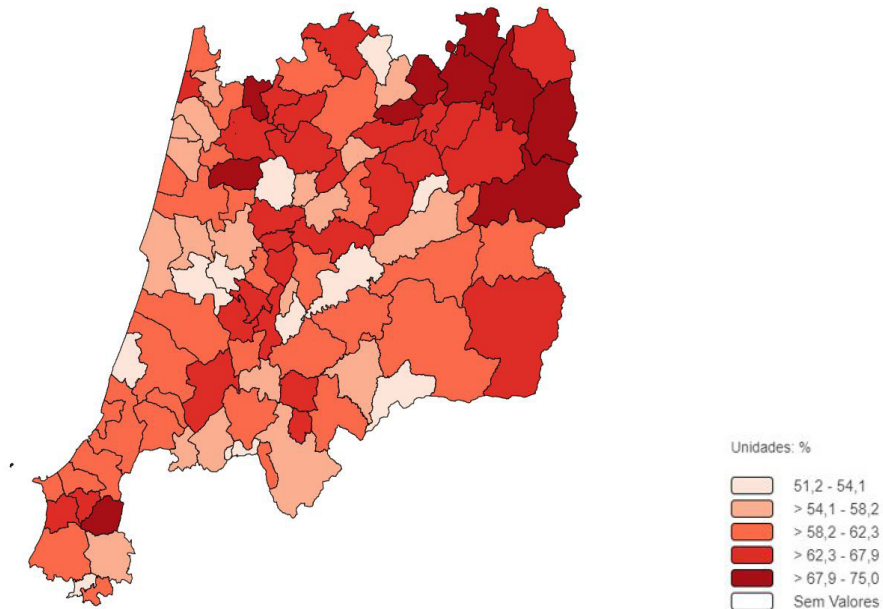 Unidades: %
51,2 - 54,1
> 54,1 - 58,2
> 58,2 - 62,3
> 62,3 - 67,9
> 67,9 - 75,0
Sem Valores